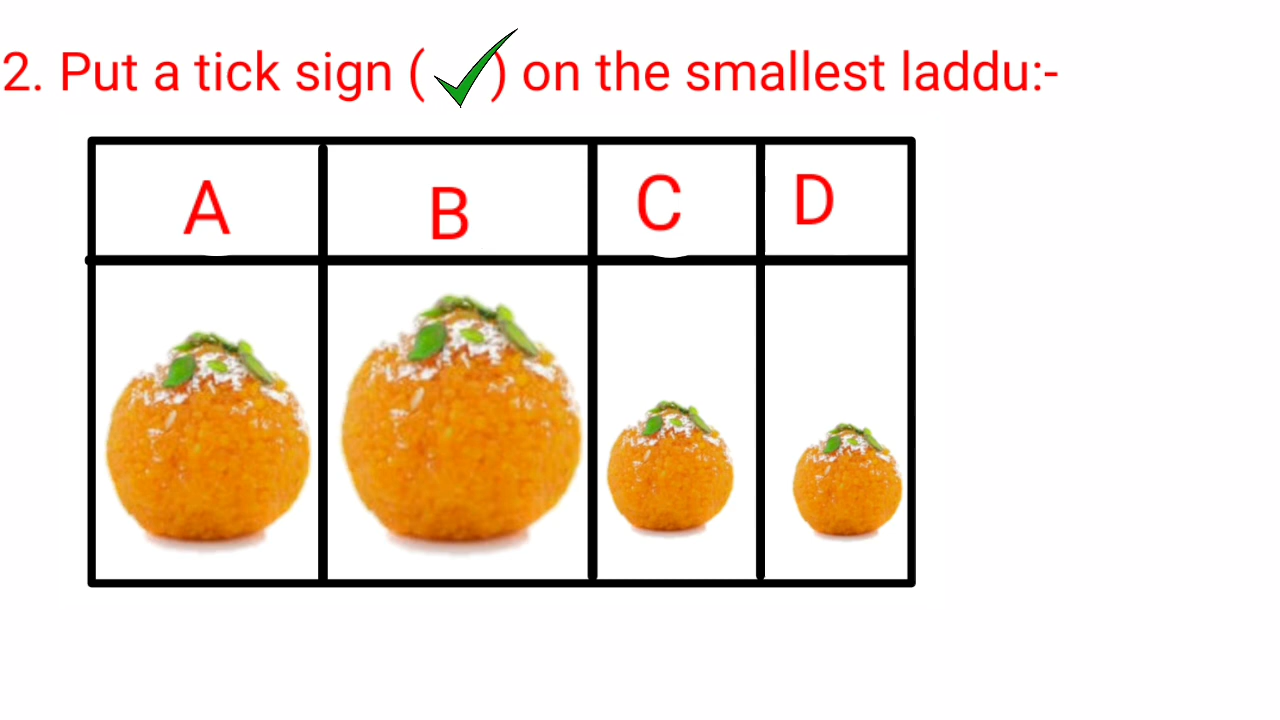 2. Put a tick sign (✓) on the smallest laddu:-
A B C D